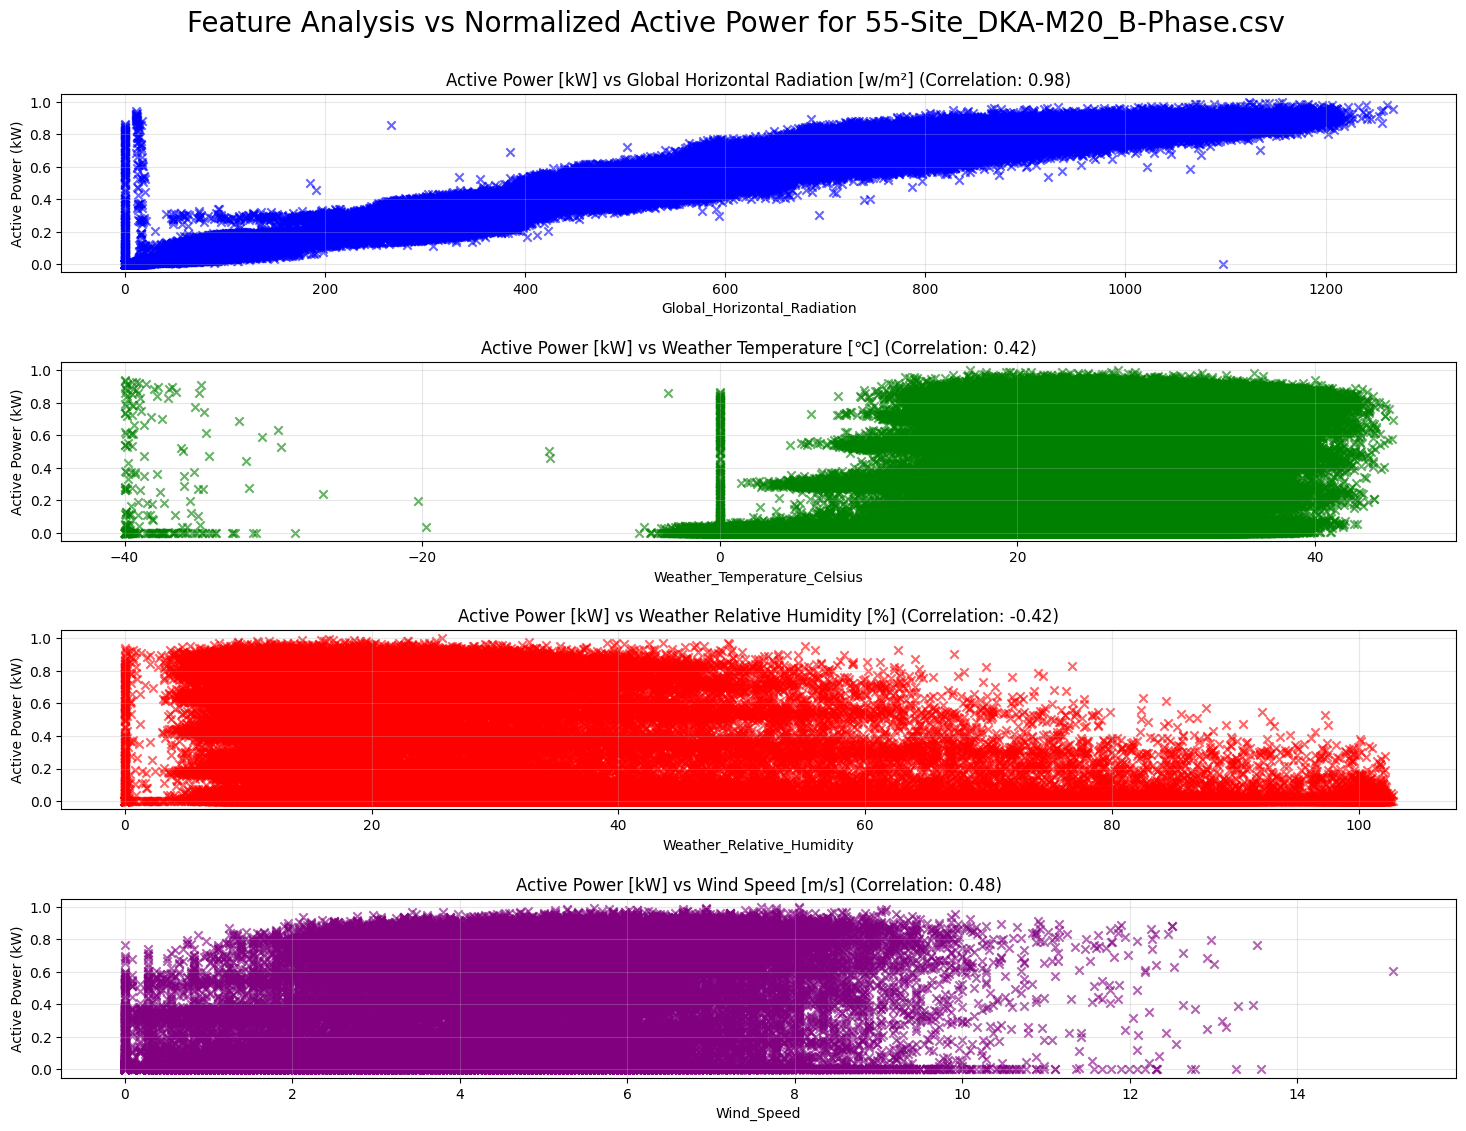 Feature Analysis vs Normalized Active Power for 55-Site_DKA-M20_B-Phase.csv
Active Power [kW] vs Global Horizontal Radiation [w/m²] (Correlation: 0.98)
Active Power (kW)
1.0
0.8
0.6
0.4
0.2
0.0
0 200 400 600 800 1000 1200
Global_Horizontal_Radiation
Active Power [kW] vs Weather Temperature [℃] (Correlation: 0.42)
Active Power (kW)
1.0
0.8
0.6
0.4
0.2
0.0
−40 −20 0 20 40
Weather_Temperature_Celsius
Active Power [kW] vs Weather Relative Humidity [%] (Correlation: -0.42)
Active Power (kW)
1.0
0.8
0.6
0.4
0.2
0.0
0 20 40 60 80 100
Weather_Relative_Humidity
Active Power [kW] vs Wind Speed [m/s] (Correlation: 0.48)
Active Power (kW)
1.0
0.8
0.6
0.4
0.2
0.0
0 2 4 6 8 10 12 14
Wind_Speed